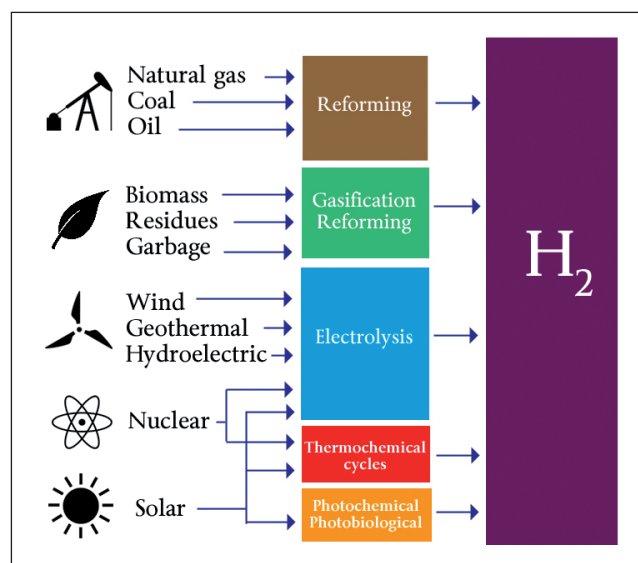 Natural gas
Coal
Oil
Reforming
Biomass
Residues
Garbage
Gasification
Reforming
Wind
Geothermal
Hydroelectric
Electrolysis
Nuclear
Thermochemical
cycles
Solar
Photochemical
Photobiological
H₂